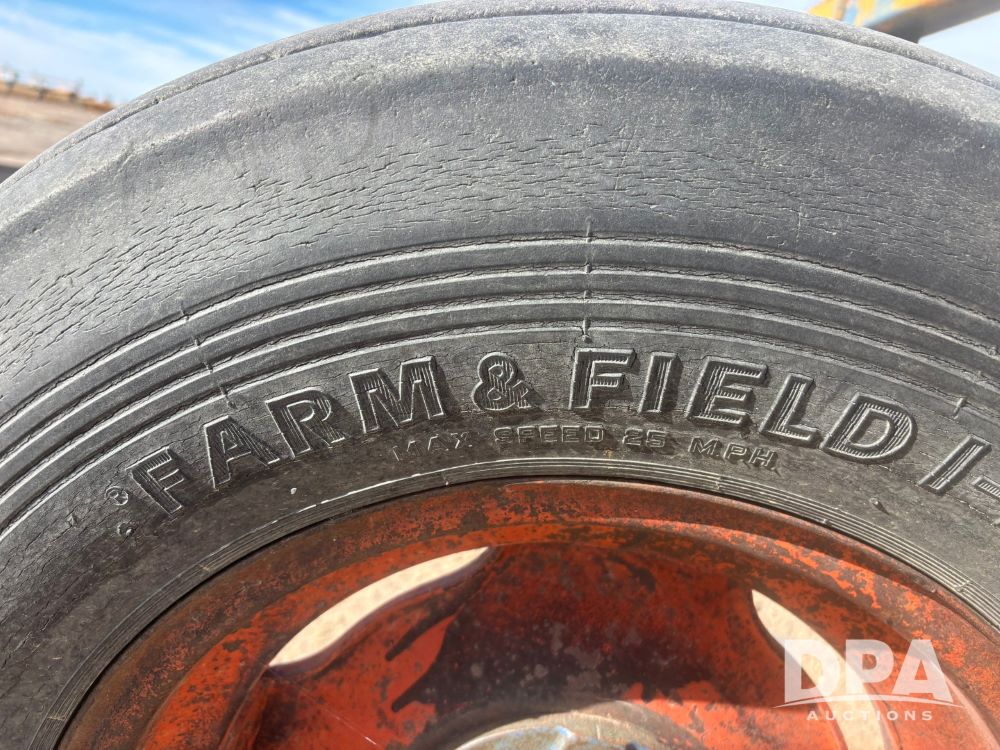 ® FARM & FIELD I-
MAX. SPEED 25 M.P.H.
DPA
AUCTIONS